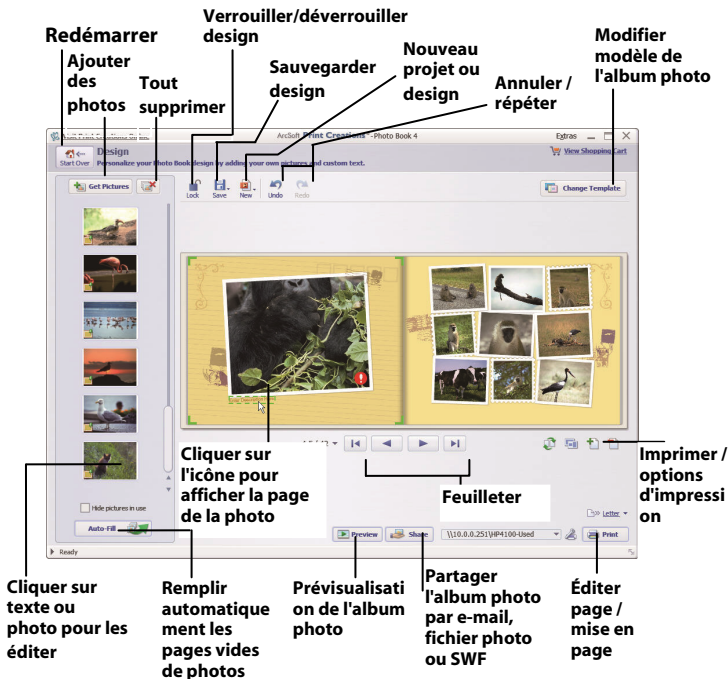 Verrouiller/déverrouiller
design
Redémarrer
Ajouter
des
photos
Tout
supprimer
Sauvegarder
design
Nouveau
projet ou
design
Annuler /
répéter
Modifier
modèle de
l'album photo
ArcSoft Print Creations™ - Photo Book 4
Extras
Start Over
Design
Personalize your Photo Book design by adding your own pictures and custom text.
View Shopping Cart
Get Pictures
Lock
Save
New
Undo
Redo
Change Template
Cliquer sur
l'icône pour
afficher la page
de la photo
Feuilleter
Imprimer /
options
d'impressi
on
Hide pictures in use
Letter
Auto-Fill
Preview
Share
\\10.0.0.251\HP4100-Used
Print
Ready
Cliquer sur
texte ou
photo pour les
éditer
Remplir
automatique
ment les
pages vides
de photos
Prévisualisati
on de l'album
photo
Partager
l'album photo
par e-mail,
fichier photo
ou SWF
Éditer
page /
mise en
page